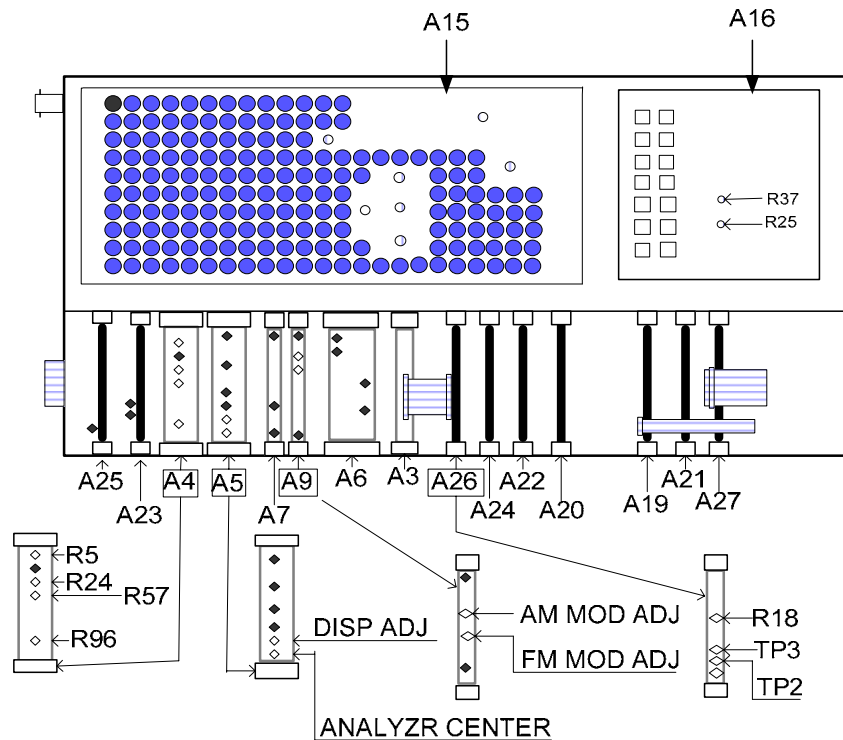 A15
A16
R37
R25
A25
A4
A5
A9
A6
A3
A26
A22
A21
A23
A7
A24
A20
A19
A27
R5
R24
R57
R96
DISP ADJ
ANALYZR CENTER
AM MOD ADJ
FM MOD ADJ
R18
TP3
TP2